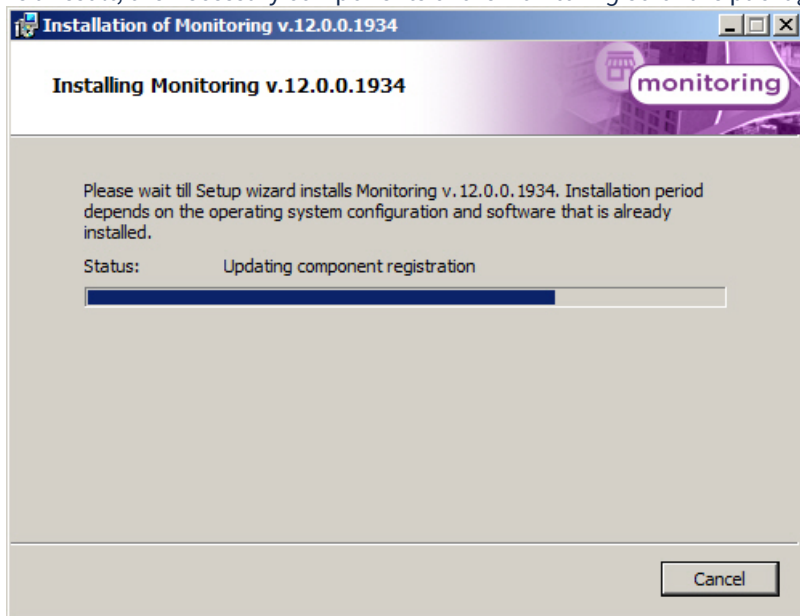 Installation of Monitoring v.12.0.0.1934
Installing Monitoring v.12.0.0.1934
monitoring
Please wait till Setup wizard installs Monitoring v.12.0.0.1934. Installation period
depends on the operating system configuration and software that is already
installed.
Status: Updating component registration
Cancel